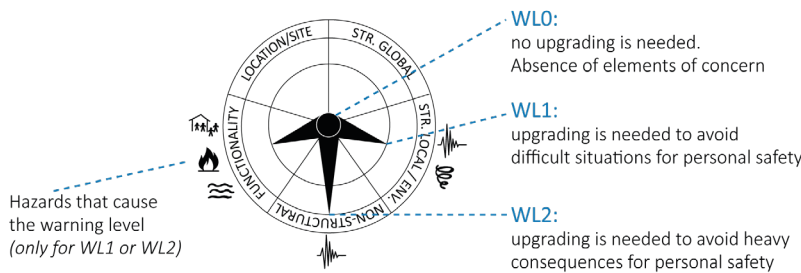 LOCATION/SITE
STR. GLOBAL
STR. LOCAL / ENV.
NON-STRUCTURAL
FUNCTIONALITY
WL0:
no upgrading is needed.
Absence of elements of concern
WL1:
upgrading is needed to avoid
difficult situations for personal safety
WL2:
upgrading is needed to avoid heavy
consequences for personal safety
Hazards that cause
the warning level
(only for WL1 or WL2)